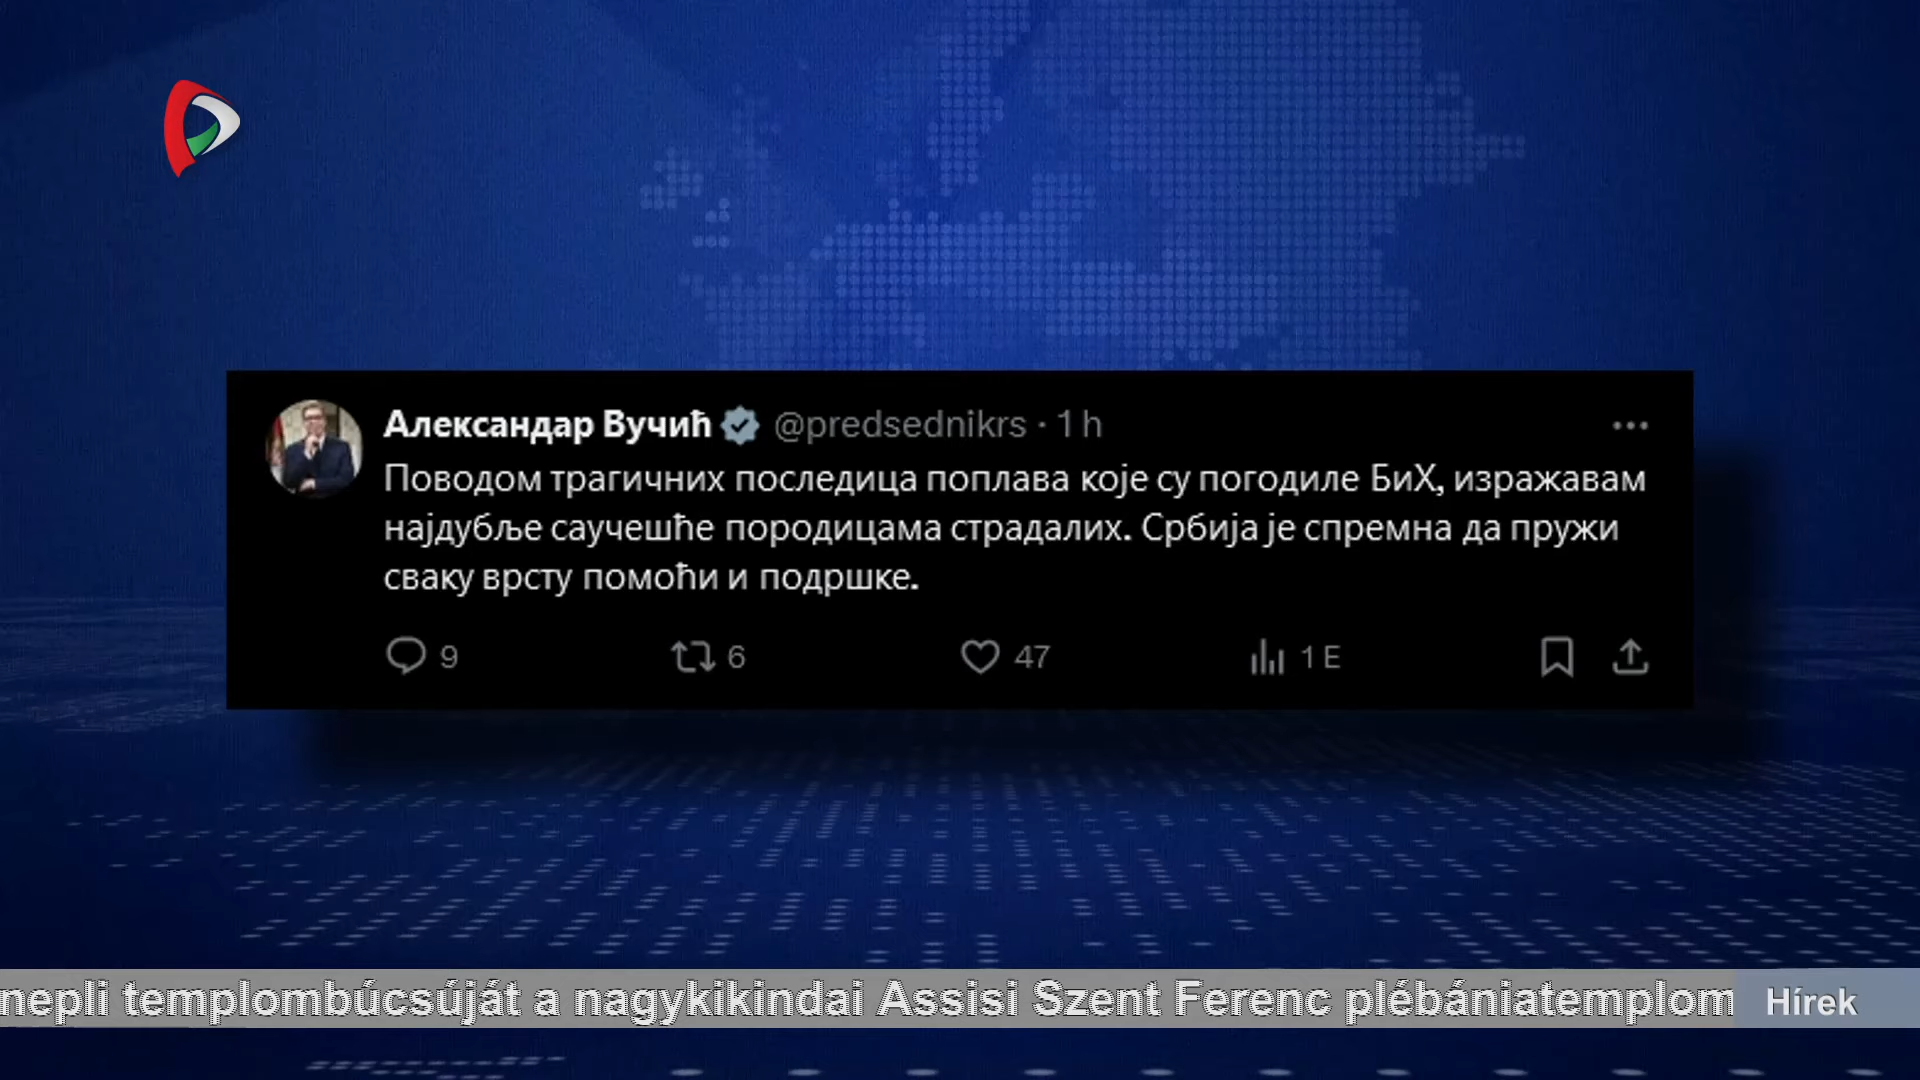 Александар Вучић @predsednikrs · 1 h
Поводом трагичних последица поплава које су погодиле БиХ, изражавам
најдубље саучешће породицама страдалих. Србија је спремна да пружи
сваку врсту помоћи и подршке.
9 6 47 1 E
nepli templombúcsúját a nagykikindai Assisi Szent Ferenc plébániatemplom
Hírek